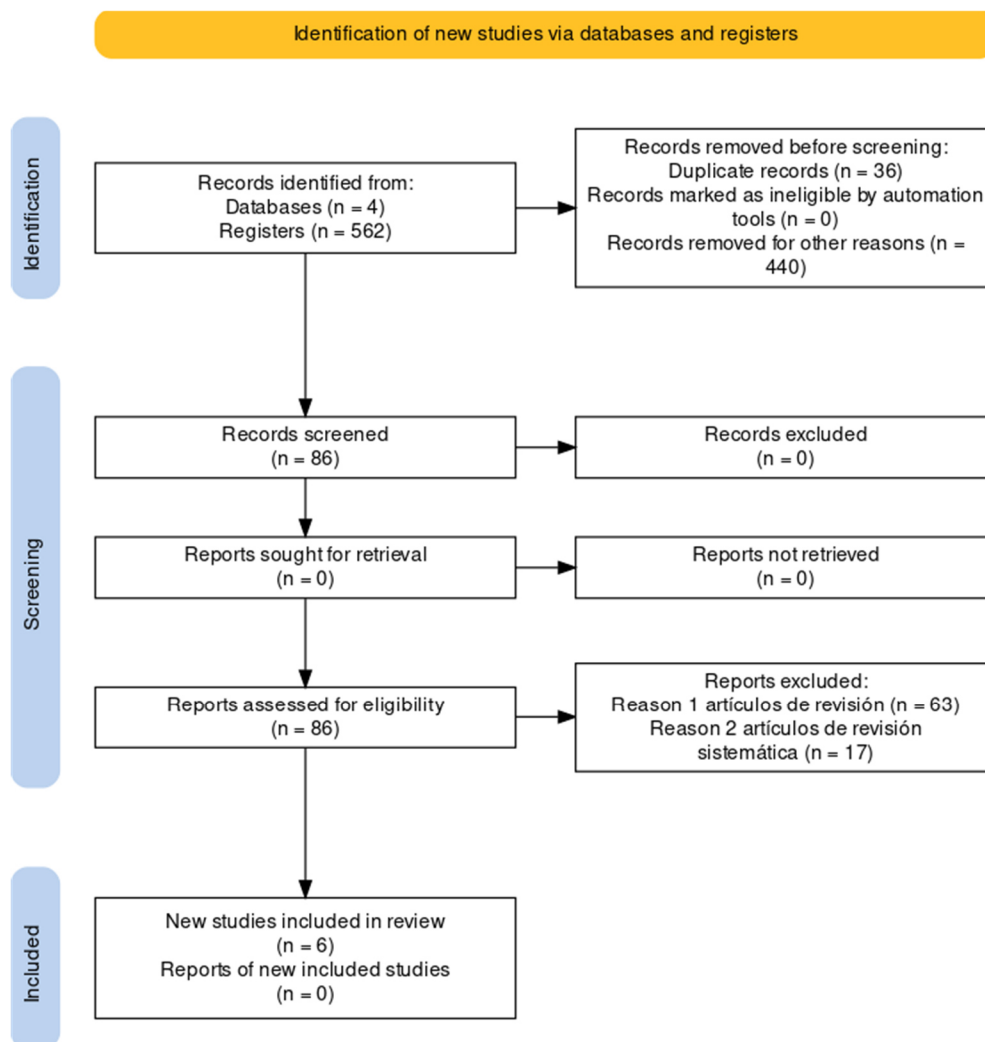 Identification of new studies via databases and registers
Identification
Records identified from:
Databases (n = 4)
Registers (n = 562)
Records removed before screening:
Duplicate records (n = 36)
Records marked as ineligible by automation
tools (n = 0)
Records removed for other reasons (n =
440)
Screening
Records screened
(n = 86)
Records excluded
(n = 0)
Reports sought for retrieval
(n = 0)
Reports not retrieved
(n = 0)
Reports assessed for eligibility
(n = 86)
Reports excluded:
Reason 1 artículos de revisión (n = 63)
Reason 2 artículos de revisión
sistemática (n = 17)
Included
New studies included in review
(n = 6)
Reports of new included studies
(n = 0)